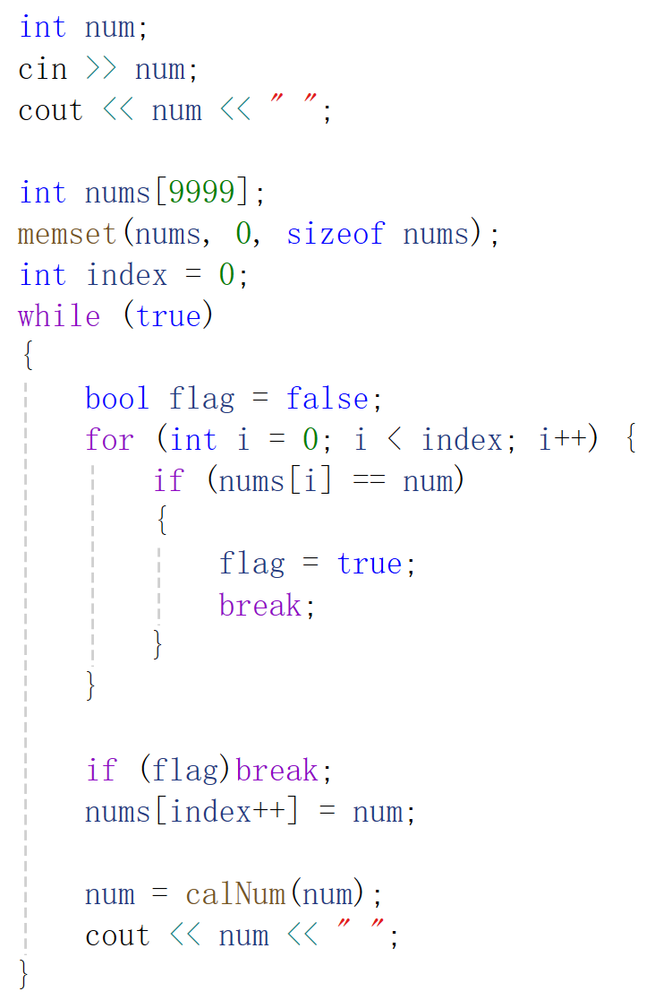 int num;
cin >> num;
cout << num << " ";
int nums[9999];
memset(nums, 0, sizeof nums);
int index = 0;
while (true)
{
bool flag = false;
for (int i = 0; i < index; i++) {
if (nums[i] == num)
{
flag = true;
break;
}
}
if (flag)break;
nums[index++] = num;
num = calNum(num);
cout << num << " ";
}